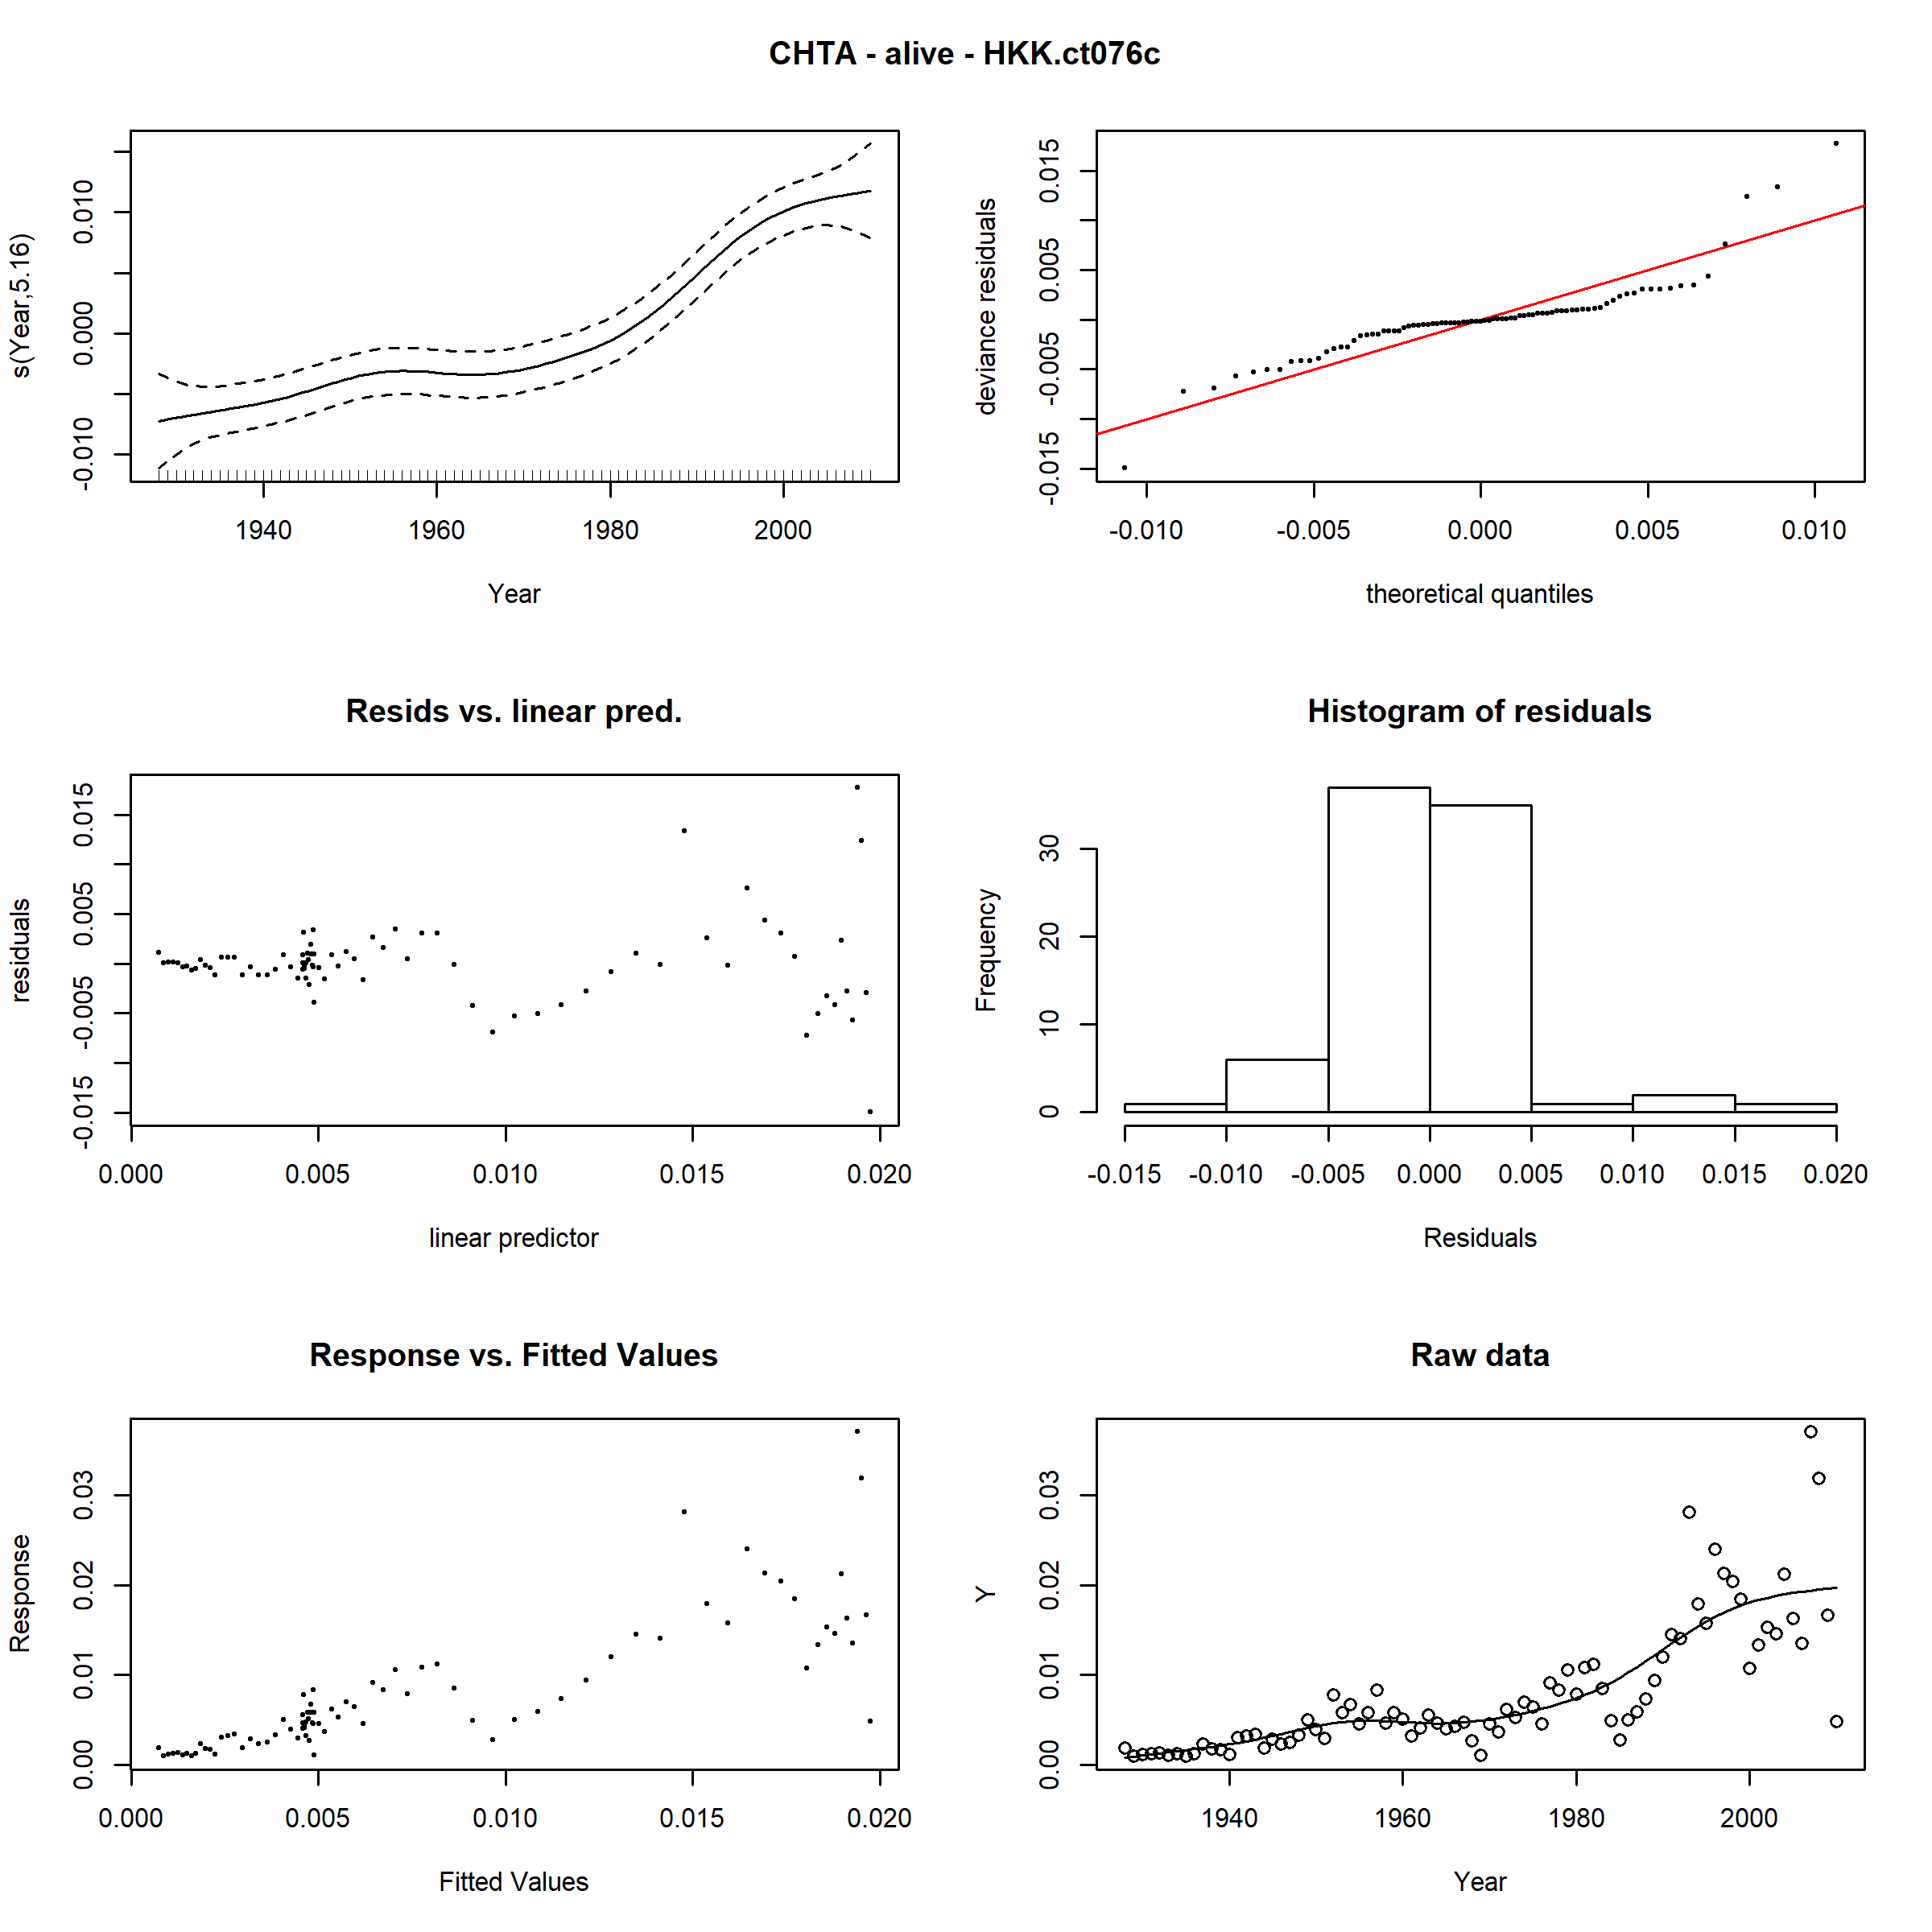 CHTA - alive - HKK.ct076c
s(Year,5.16)
-0.010 0.000 0.010
1940 1960 1980 2000
Year
deviance residuals
-0.015 -0.005 0.005 0.015
-0.010 -0.005 0.000 0.005 0.010
theoretical quantiles
Resids vs. linear pred.
residuals
-0.015 -0.005 0.005 0.015
0.000 0.005 0.010 0.015 0.020
linear predictor
Histogram of residuals
Frequency
0 10 20 30
-0.015 -0.010 -0.005 0.000 0.005 0.010 0.015 0.020
Residuals
Response vs. Fitted Values
Response
0.00 0.01 0.02 0.03
0.000 0.005 0.010 0.015 0.020
Fitted Values
Raw data
Y
0.00 0.01 0.02 0.03
1940 1960 1980 2000
Year